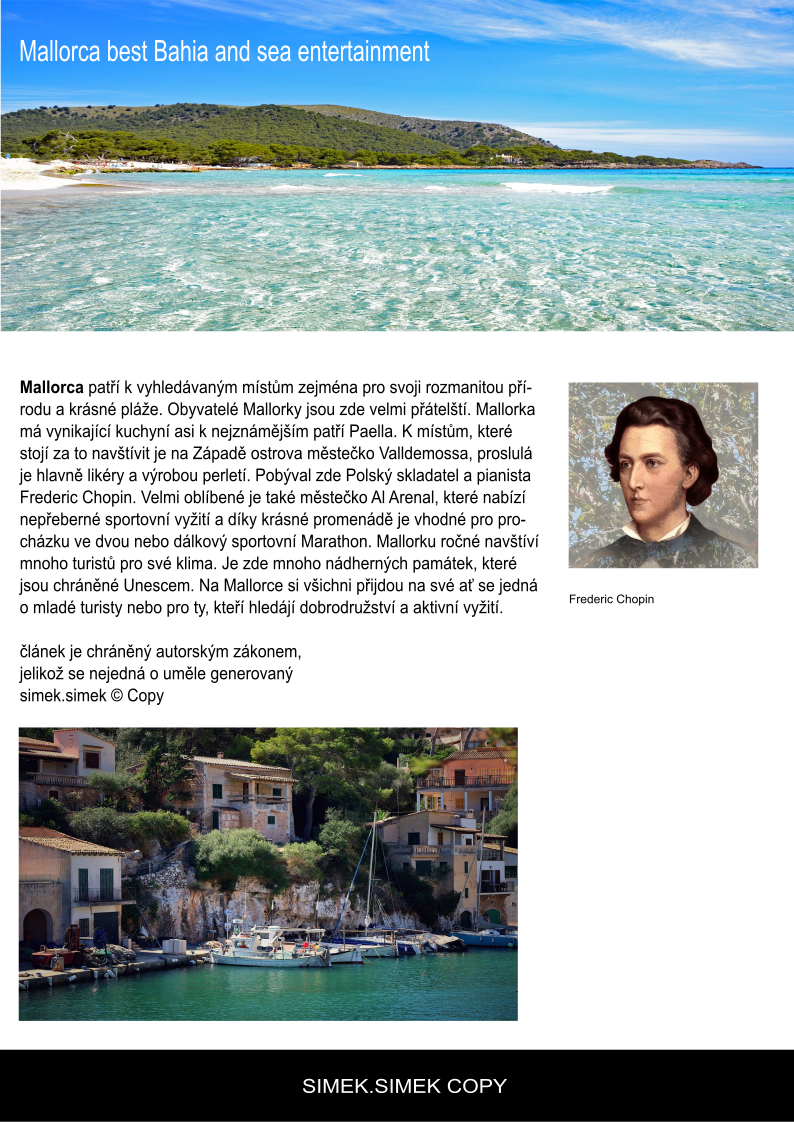 Mallorca best Bahia and sea entertainment
Mallorca patří k vyhledávaným místům zejména pro svoji rozmanitou pří-
rodu a krásné pláže. Obyvatelé Mallorky jsou zde velmi přátelští. Mallorka
má vynikající kuchyní asi k nejznámějším patří Paella. K místům, které
stojí za to navštívit je na Západě ostrova městečko Valldemossa, proslulá
je hlavně likéry a výrobou perletí. Pobýval zde Polský skladatel a pianista
Frederic Chopin. Velmi oblíbené je také městečko Al Arenal, které nabízí
nepřeberné sportovní vyžití a díky krásné promenádě je vhodné pro pro-
cházku ve dvou nebo dálkový sportovní Marathon. Mallorku ročné navštíví
mnoho turistů pro své klima. Je zde mnoho nádherných památek, které
jsou chráněné Unescem. Na Mallorce si všichni přijdou na své ať se jedná
o mladé turisty nebo pro ty, kteří hledájí dobrodružství a aktivní vyžití.
Frederic Chopin
článek je chráněný autorským zákonem,
jelikož se nejedná o uměle generovaný
simek.simek © Copy
SIMEK.SIMEK COPY